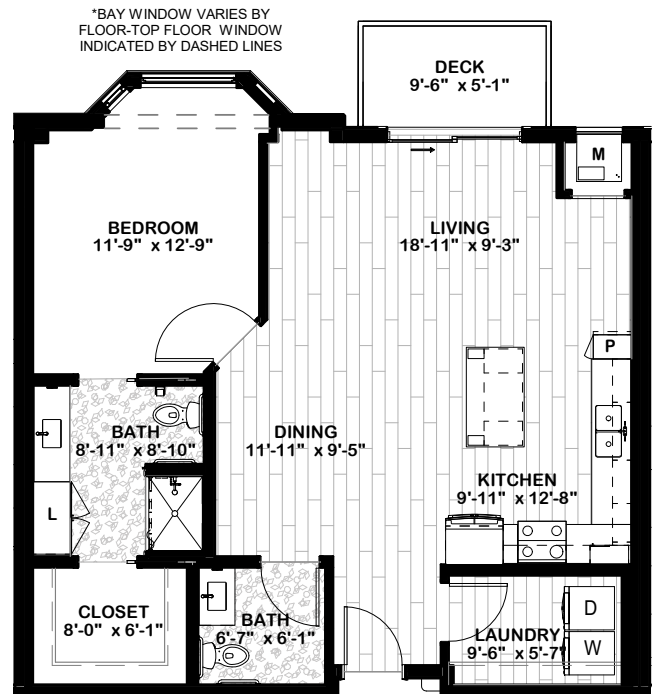 *BAY WINDOW VARIES BY
FLOOR-TOP FLOOR WINDOW
INDICATED BY DASHED LINES
DECK
9'-6" x 5'-1"
M
BEDROOM
11'-9" x 12'-9"
LIVING
18'-11" x 9'-3"
P
BATH
8'-11" x 8'-10"
DINING
11'-11" x 9'-5"
KITCHEN
9'-11" x 12'-8"
L
CLOSET
8'-0" x 6'-1"
BATH
6'-7" x 6'-1"
LAUNDRY
9'-6" x 5'-7"
D
W